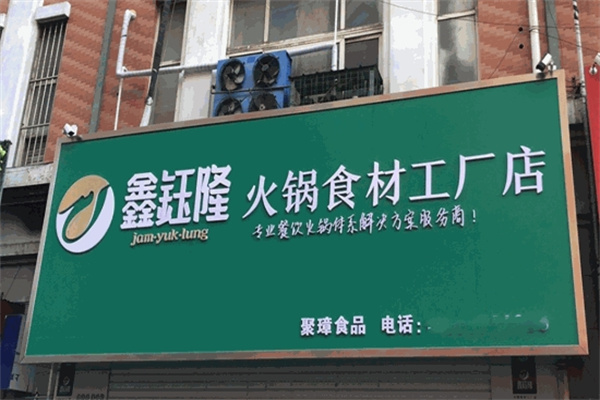 鑫鈺隆 火锅食材工厂店
jam-yuk-lung
专业餐饮火锅体系解决方案服务商！
聚璋食品 电话: